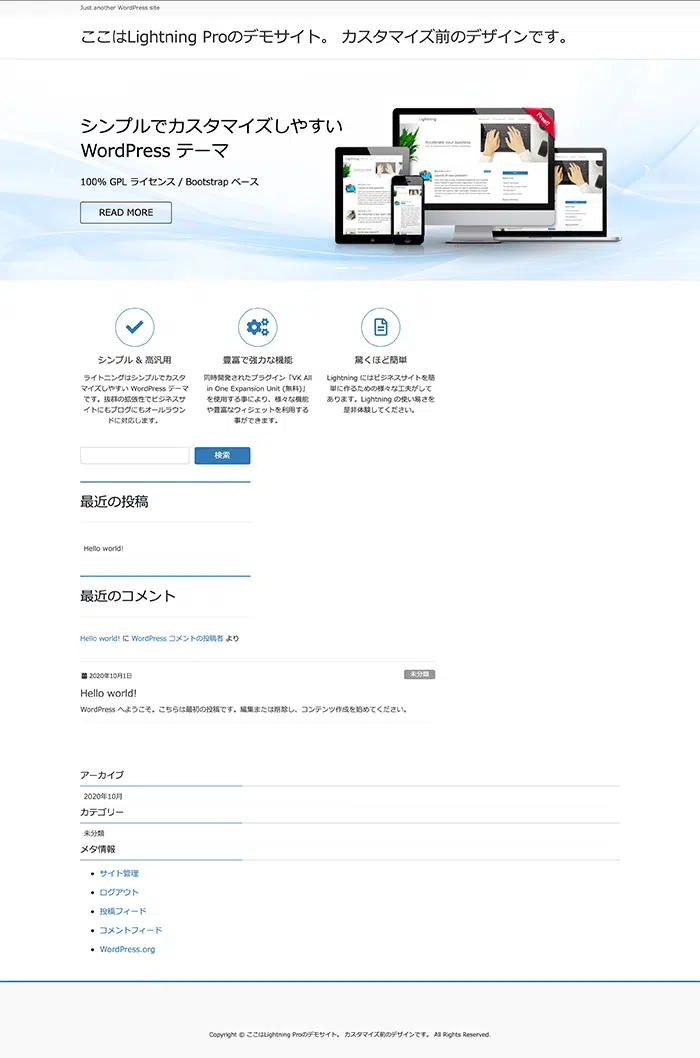 Just another WordPress site
ここはLightning Proのデモサイト。 カスタマイズ前のデザインです。
シンプルでカスタマイズしやすい
WordPress テーマ
100% GPL ライセンス / Bootstrap ベース
READ MORE
Free!!
Lightning
Accelerate your business
シンプル & 高汎用
ライトニングはシンプルでカスタ
マイズしやすい WordPress テーマ
です。抜群の拡張性でビジネスサ
イトにもブログにもオールラウン
ドに対応します。
豊富で強力な機能
同時開発されたプラグイン「VK All
in One Expansion Unit (無料)」
を使用する事により、様々な機能
や豊富なウィジェットを利用する
事ができます。
驚くほど簡単
Lightning にはビジネスサイトを簡
単に作るための様々な工夫がして
あります。Lightning の使い易さを
是非体験してください。
検索
最近の投稿
Hello world!
最近のコメント
Hello world! に WordPress コメントの投稿者 より
2020年10月1日
未分類
Hello world!
WordPress へようこそ。こちらは最初の投稿です。編集または削除し、コンテンツ作成を始めてください。
アーカイブ
2020年10月
カテゴリー
未分類
メタ情報
サイト管理
ログアウト
投稿フィード
コメントフィード
WordPress.org
Copyright © ここはLightning Proのデモサイト。 カスタマイズ前のデザインです。 All Rights Reserved.